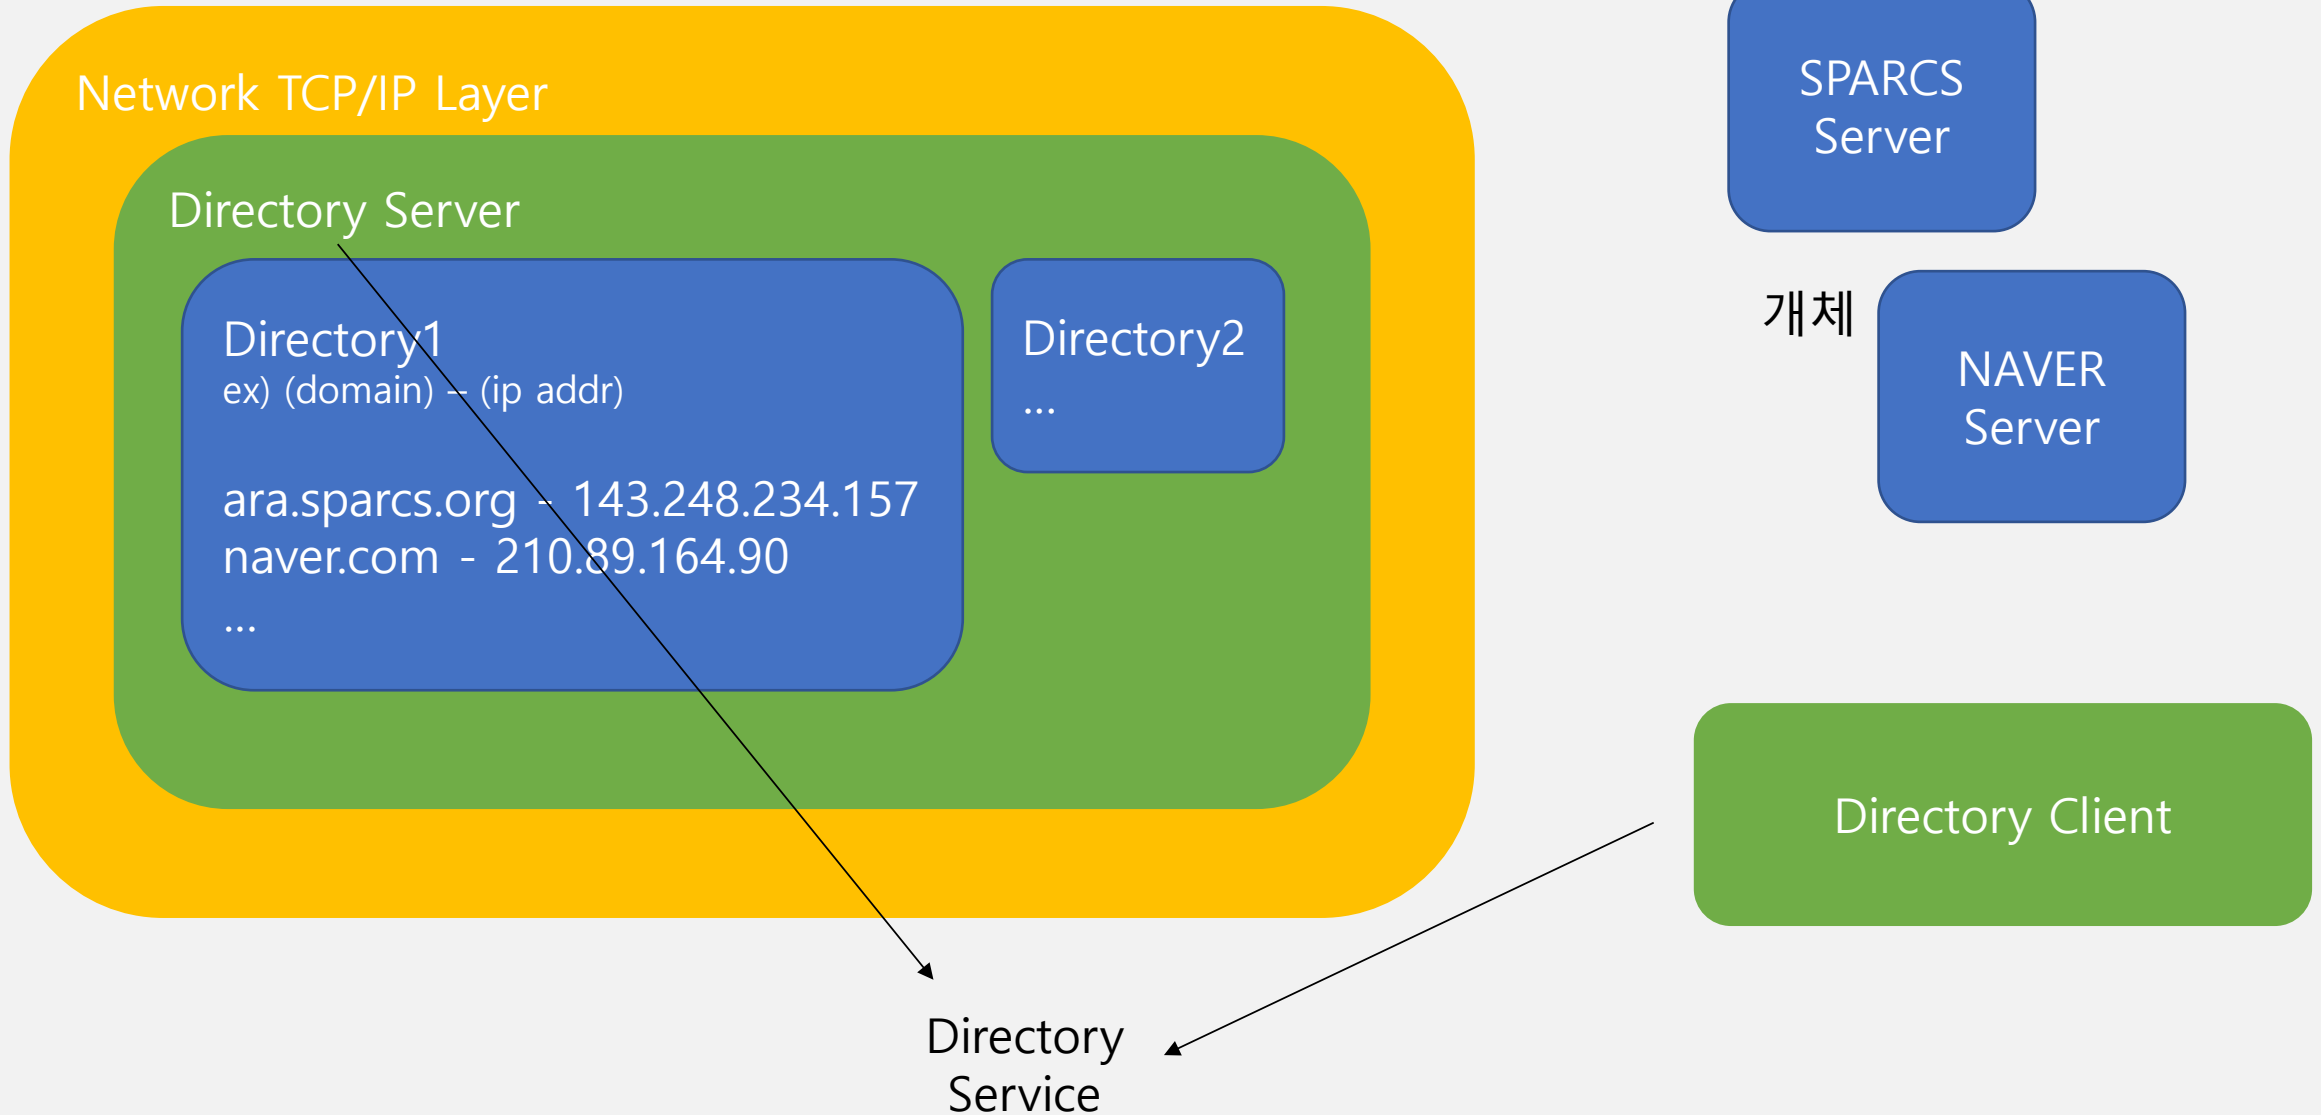 Network TCP/IP Layer
Directory Server
Directory1
ex) (domain) – (ip addr)
ara.sparcs.org - 143.248.234.157
naver.com - 210.89.164.90
...
Directory2
...
SPARCS
Server
개체
NAVER
Server
Directory Client
Directory
Service